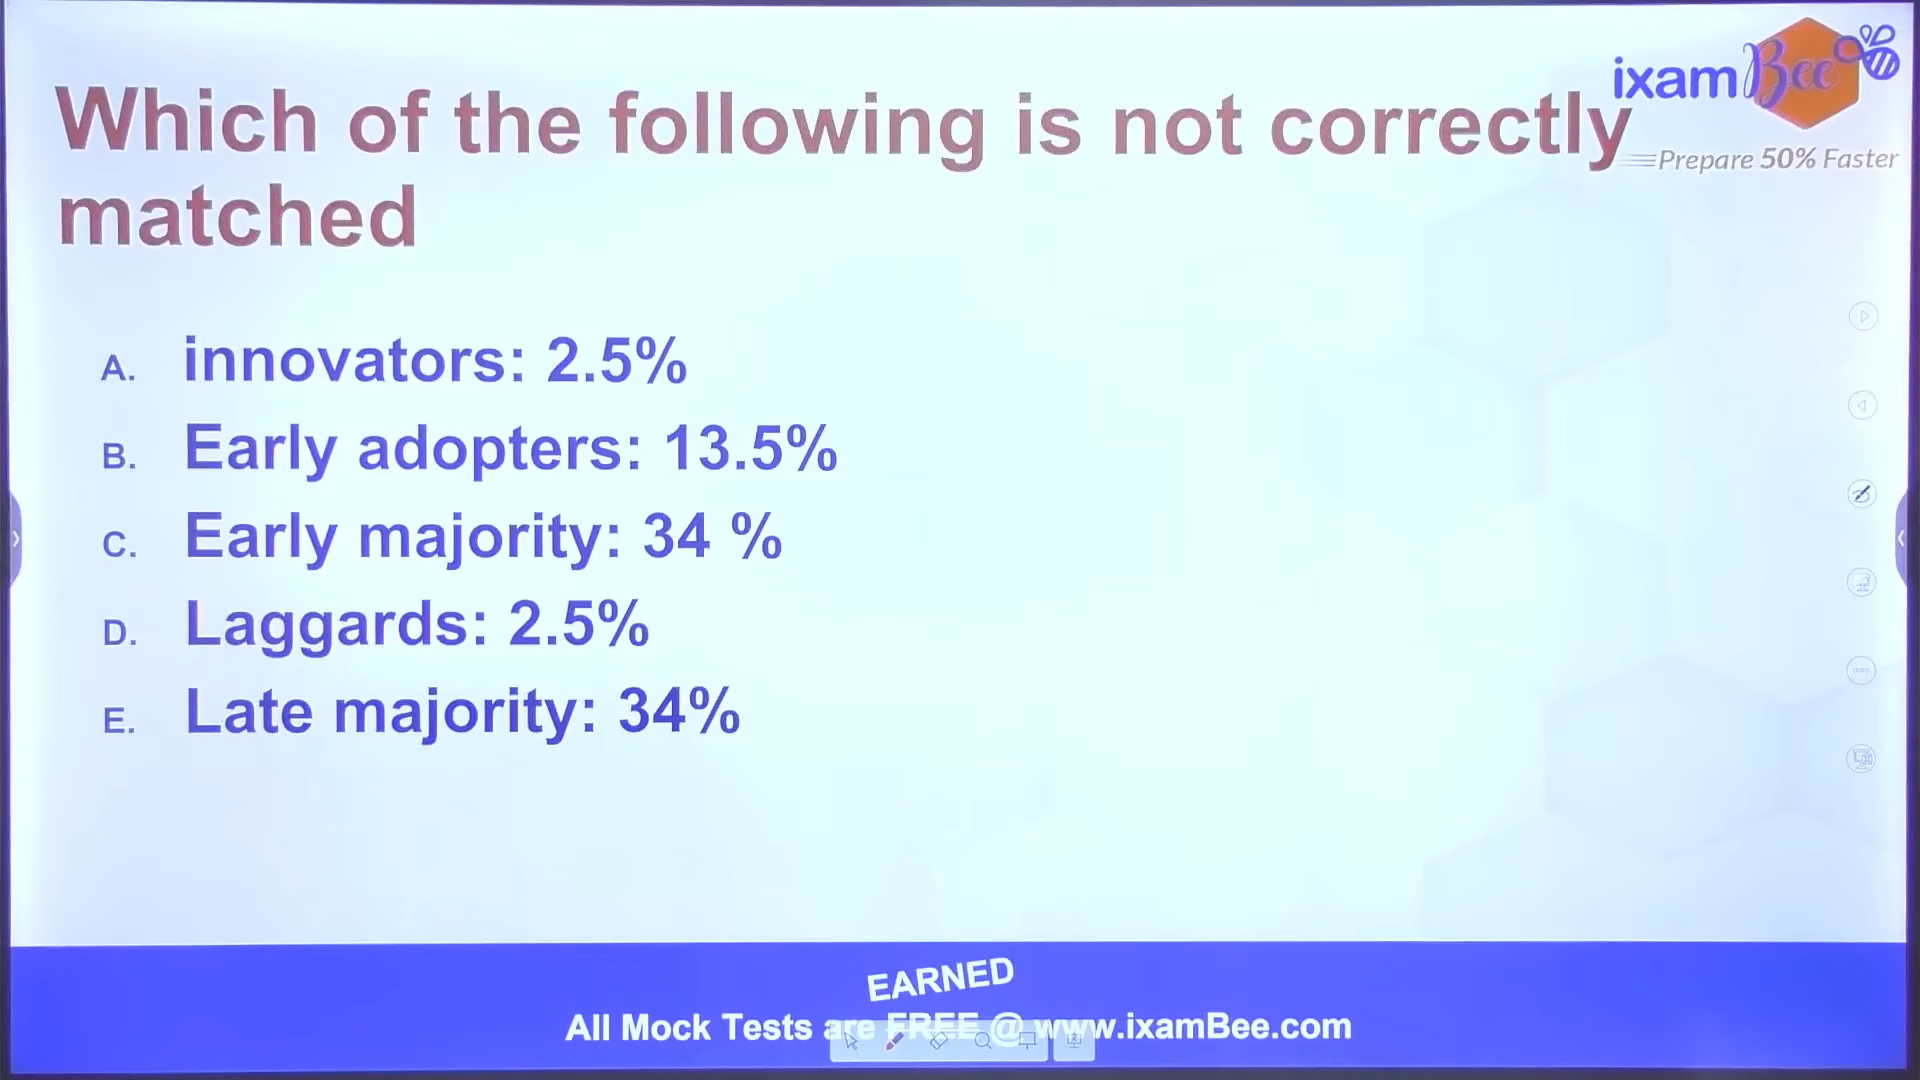 ixamBee
Prepare 50% Faster
Which of the following is not correctly
matched
A. innovators: 2.5%
B. Early adopters: 13.5%
C. Early majority: 34 %
D. Laggards: 2.5%
E. Late majority: 34%
EARNED
All Mock Tests are FREE @ www.ixamBee.com